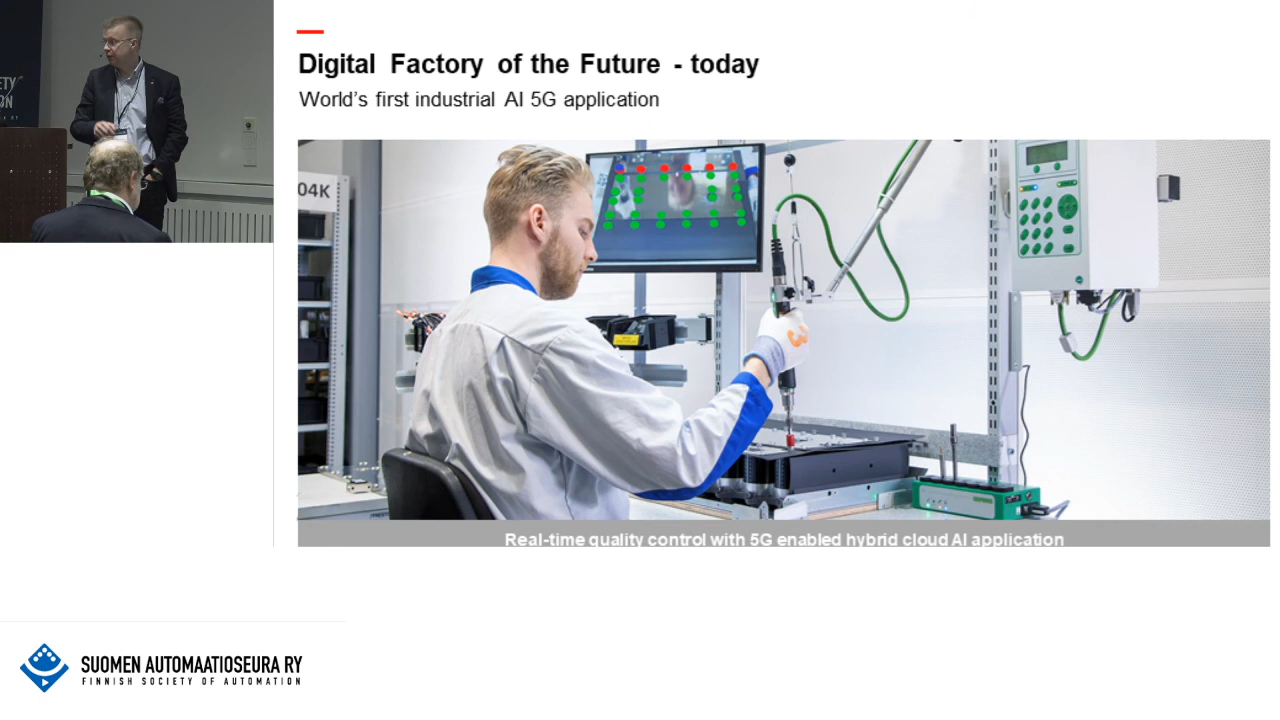 Digital Factory of the Future - today
World's first industrial AI 5G application
04K
Real-time quality control with 5G enabled hybrid cloud AI application
SUOMEN AUTOMAATIOSEURA RY
FINNISH SOCIETY OF AUTOMATION